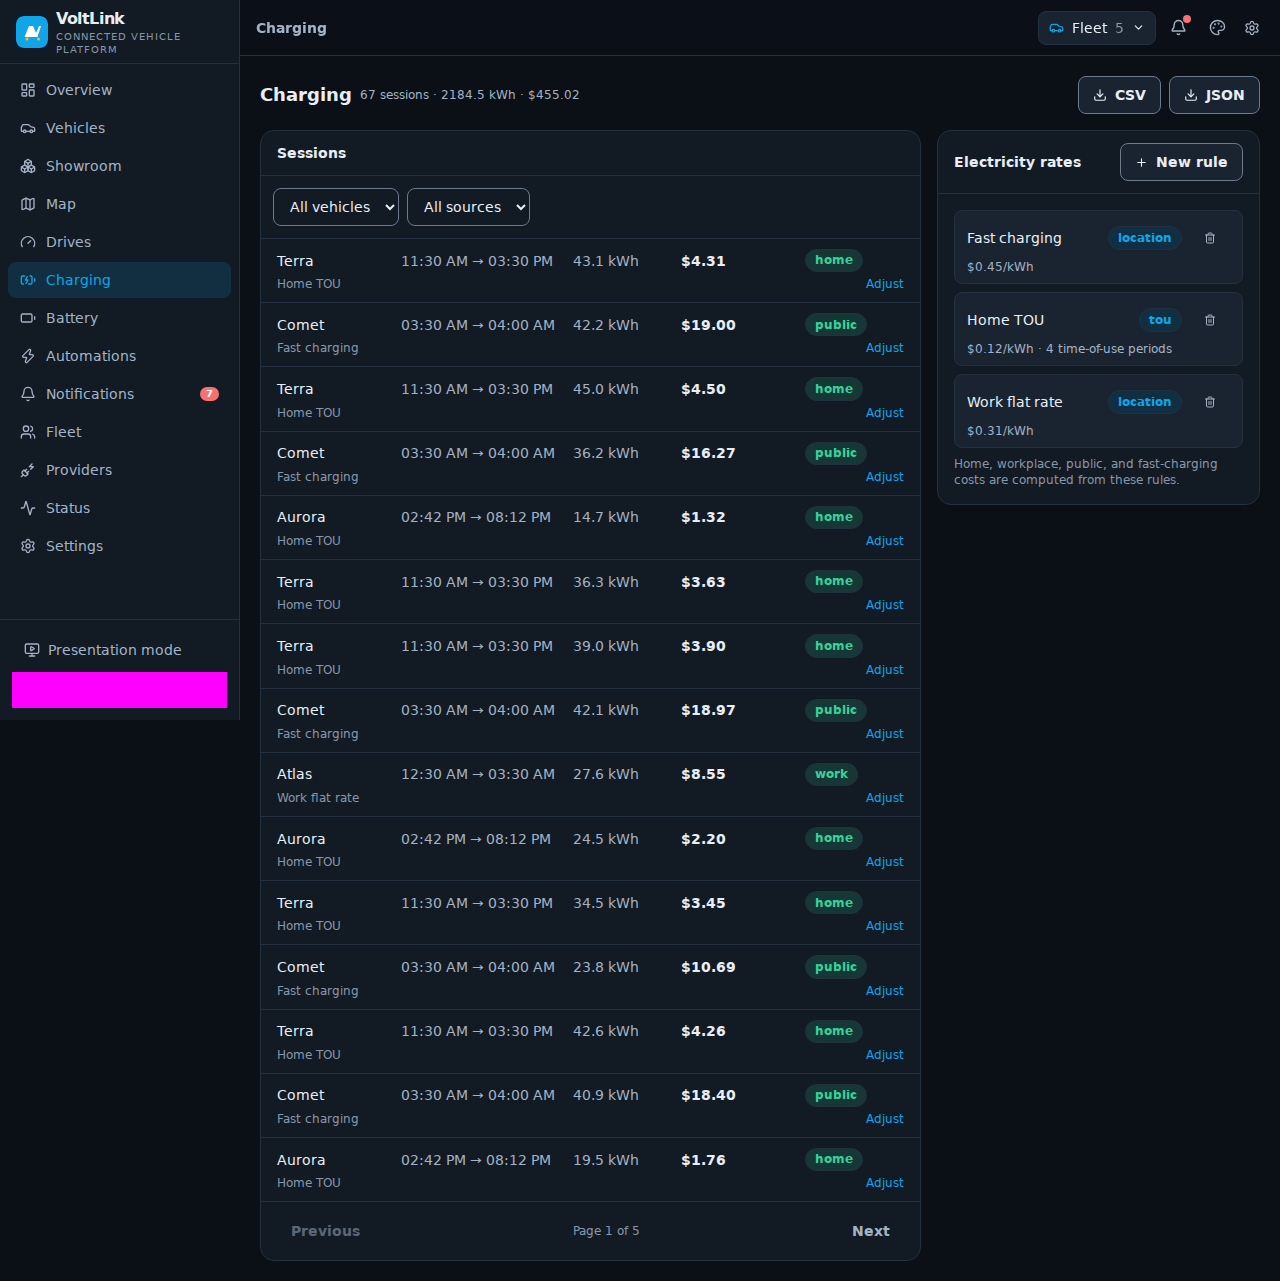 VoltLink
CONNECTED VEHICLE
PLATFORM
Overview
Vehicles
Showroom
Map
Drives
Charging
Battery
Automations
Notifications 7
Fleet
Providers
Status
Settings
Presentation mode
Charging
Fleet 5
Charging 67 sessions · 2184.5 kWh · $455.02
CSV
JSON
Sessions
All vehicles
All sources
Terra 11:30 AM → 03:30 PM 43.1 kWh $4.31 home
Home TOU Adjust
Comet 03:30 AM → 04:00 AM 42.2 kWh $19.00 public
Fast charging Adjust
Terra 11:30 AM → 03:30 PM 45.0 kWh $4.50 home
Home TOU Adjust
Comet 03:30 AM → 04:00 AM 36.2 kWh $16.27 public
Fast charging Adjust
Aurora 02:42 PM → 08:12 PM 14.7 kWh $1.32 home
Home TOU Adjust
Terra 11:30 AM → 03:30 PM 36.3 kWh $3.63 home
Home TOU Adjust
Terra 11:30 AM → 03:30 PM 39.0 kWh $3.90 home
Home TOU Adjust
Comet 03:30 AM → 04:00 AM 42.1 kWh $18.97 public
Fast charging Adjust
Atlas 12:30 AM → 03:30 AM 27.6 kWh $8.55 work
Work flat rate Adjust
Aurora 02:42 PM → 08:12 PM 24.5 kWh $2.20 home
Home TOU Adjust
Terra 11:30 AM → 03:30 PM 34.5 kWh $3.45 home
Home TOU Adjust
Comet 03:30 AM → 04:00 AM 23.8 kWh $10.69 public
Fast charging Adjust
Terra 11:30 AM → 03:30 PM 42.6 kWh $4.26 home
Home TOU Adjust
Comet 03:30 AM → 04:00 AM 40.9 kWh $18.40 public
Fast charging Adjust
Aurora 02:42 PM → 08:12 PM 19.5 kWh $1.76 home
Home TOU Adjust
Previous Page 1 of 5 Next
Electricity rates
New rule
Fast charging location
$0.45/kWh
Home TOU tou
$0.12/kWh · 4 time-of-use periods
Work flat rate location
$0.31/kWh
Home, workplace, public, and fast-charging
costs are computed from these rules.